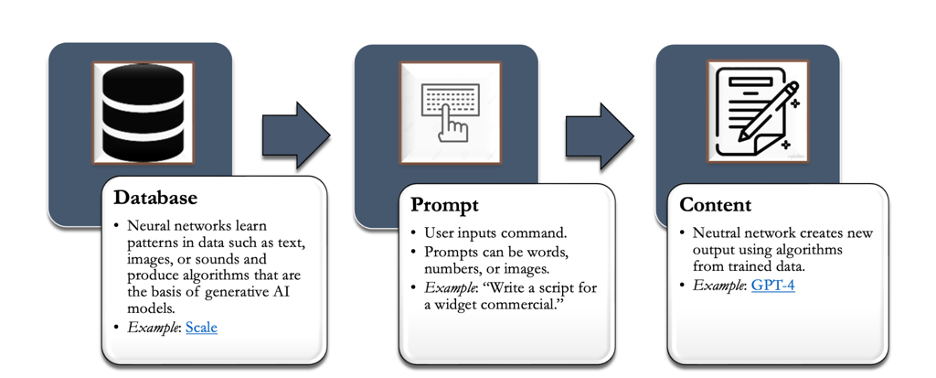 Database
• Neural networks learn
patterns in data such as text,
images, or sounds and
produce algorithms that are
the basis of generative AI
models.
• Example: Scale
Prompt
• User inputs command.
• Prompts can be words,
numbers, or images.
• Example: “Write a script for
a widget commercial.”
Content
• Neutral network creates new
output using algorithms
from trained data.
• Example: GPT-4